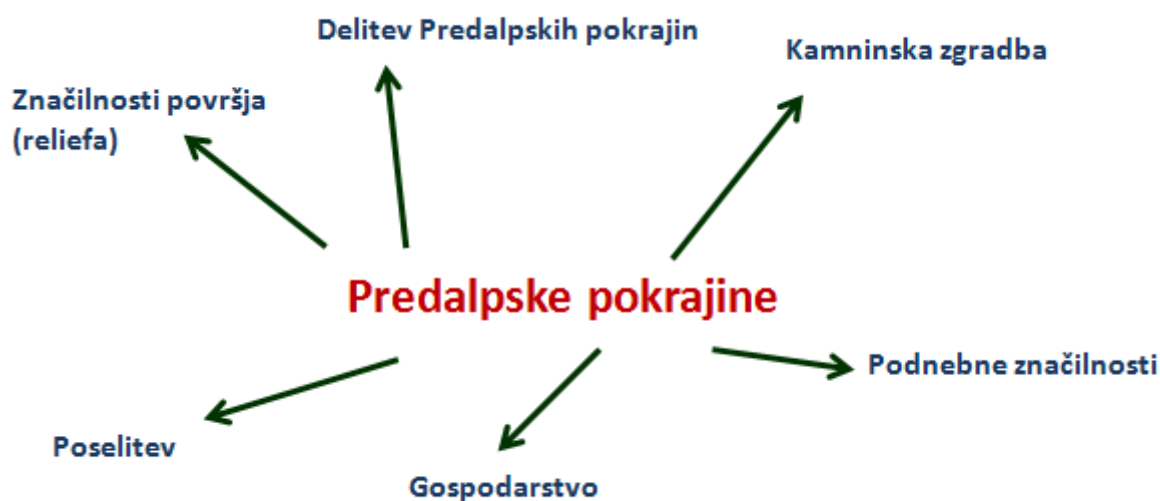 Delitev Predalpskih pokrajin
Kamninska zgradba
Značilnosti površja
(reliefa)
Predalpske pokrajine
Podnebne značilnosti
Poselitev
Gospodarstvo